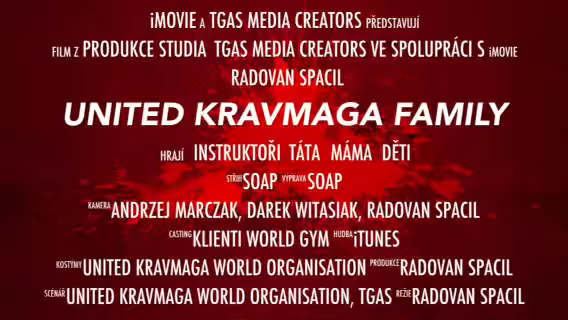 iMOVIE A TGAS MEDIA CREATORS PŘEDSTAVUJÍ
FILM Z PRODUKCE STUDIA TGAS MEDIA CREATORS VE SPOLUPRÁCI S iMOVIE
RADOVAN SPACIL
UNITED KRAVMAGA FAMILY
HRAJÍ INSTRUKTOŘI TÁTA MÁMA DĚTI
STŘIH SOAP VÝPRAVA SOAP
KAMERA ANDRZEJ MARCZAK, DAREK WITASIAK, RADOVAN SPACIL
CASTING KLIENTI WORLD GYM HUDBA iTUNES
KOSTÝMY UNITED KRAVMAGA WORLD ORGANISATION PRODUKCE RADOVAN SPACIL
SCÉNÁŘ UNITED KRAVMAGA WORLD ORGANISATION, TGAS REŽIE RADOVAN SPACIL